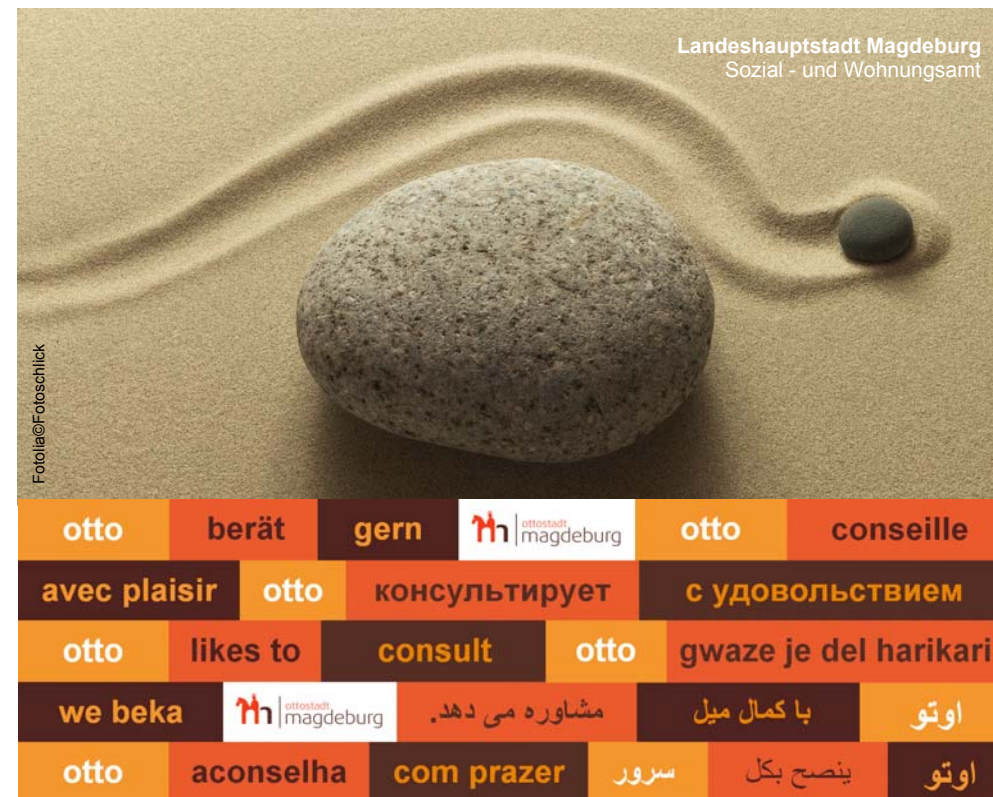 Landeshauptstadt Magdeburg
Sozial - und Wohnungsamt
Fotolia©Fotoschlick
otto berät gern ottostadt magdeburg otto conseille
avec plaisir otto консультирует с удовольствием
otto likes to consult otto gwaze je del harikari
we beka ottostadt magdeburg اوتو با کمال میل مشاوره می دهد.
otto aconselha com prazer اوتو ينصح بكل سرور